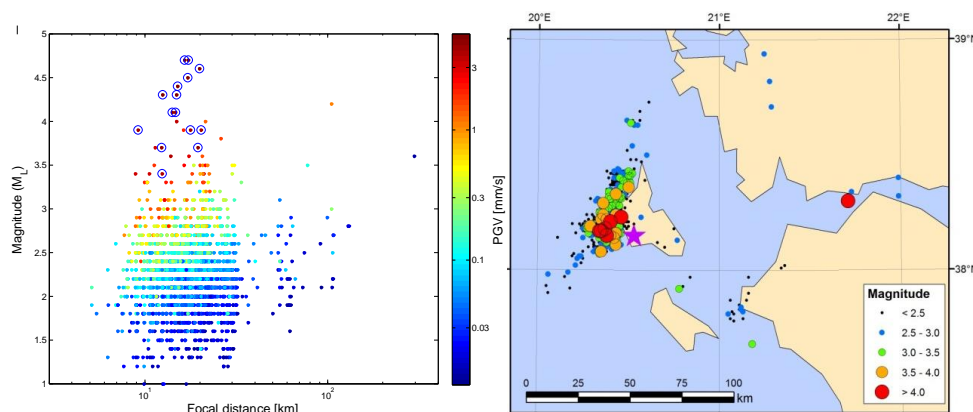 5
4.5
4
3.5
3
2.5
2
1.5
1
Magnitude (M_L)
10^1
10^2
Focal distance [km]
3
1
0.3
0.1
0.03
PGV [mm/s]
20°E
21°E
22°E
39°N
39°N
38°N
38°N
Magnitude
< 2.5
2.5 - 3.0
3.0 - 3.5
3.5 - 4.0
> 4.0
0
25
50
75
100
km